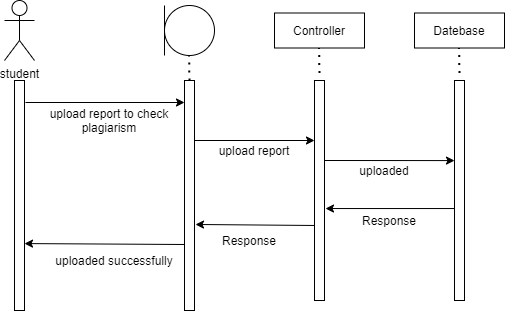 Controller
Datebase
student
upload report to check
plagiarism
upload report
uploaded
Response
Response
uploaded successfully